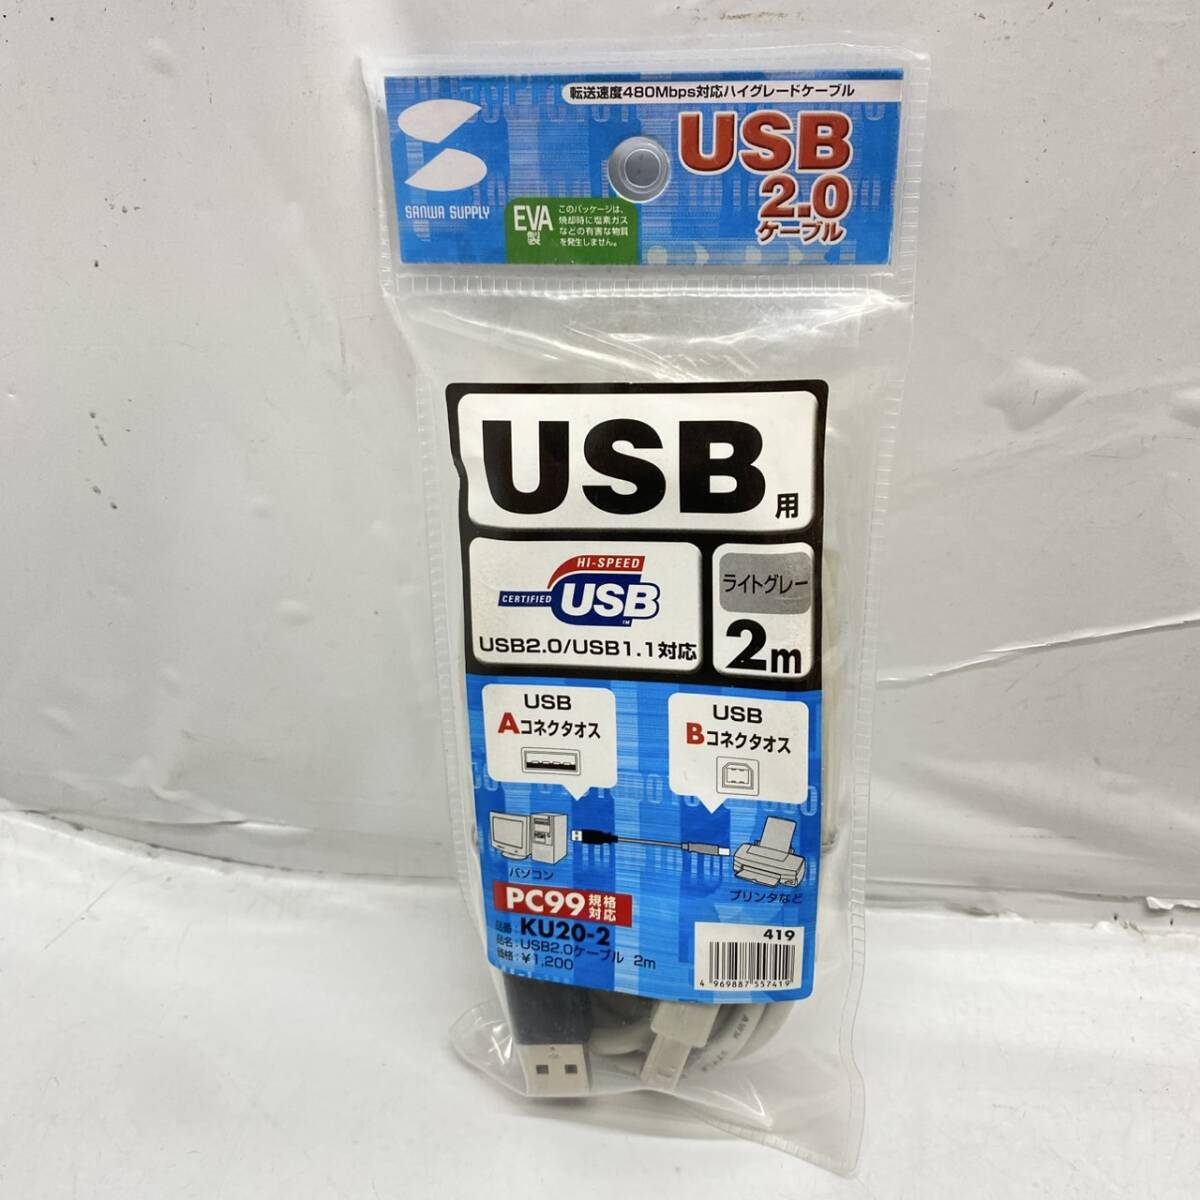 転送速度480Mbps対応ハイグレードケーブル
SANWA SUPPLY
EVA製
このパッケージは、
焼却時に塩素ガス
などの有害な物質
を発生しません。
USB
2.0
ケーブル
USB用
HI-SPEED
CERTIFIED
USB
TM
USB2.0/USB1.1対応
ライトグレー
2m
USB
Aコネクタオス
USB
Bコネクタオス
パソコン
プリンタなど
PC99規格対応
品番:KU20-2
品名:USB2.0ケーブル 2m
価格:¥1,200
419
4 969887 557419